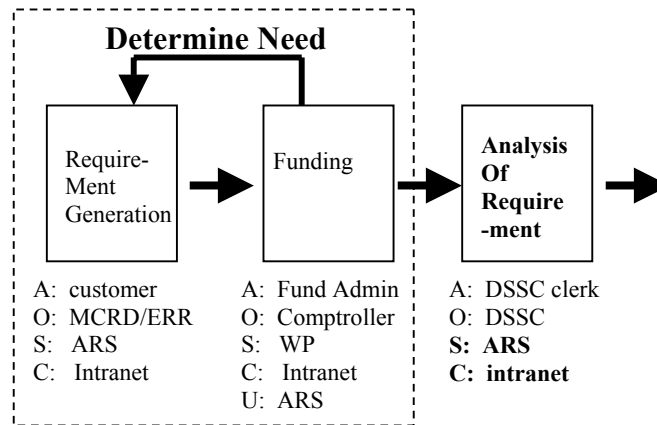 Determine Need
Require-
Ment
Generation
Funding
Analysis
Of
Require
-ment
A: customer
O: MCRD/ERR
S: ARS
C: Intranet
A: Fund Admin
O: Comptroller
S: WP
C: Intranet
U: ARS
A: DSSC clerk
O: DSSC
S: ARS
C: intranet